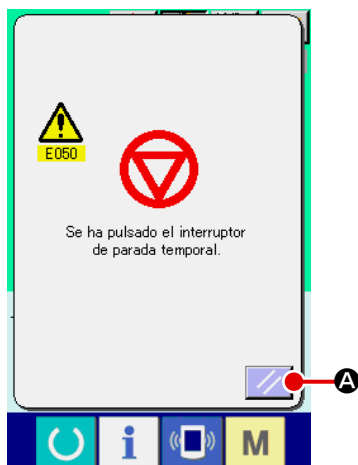 E050
Se ha pulsado el interruptor
de parada temporal.
A
i
M